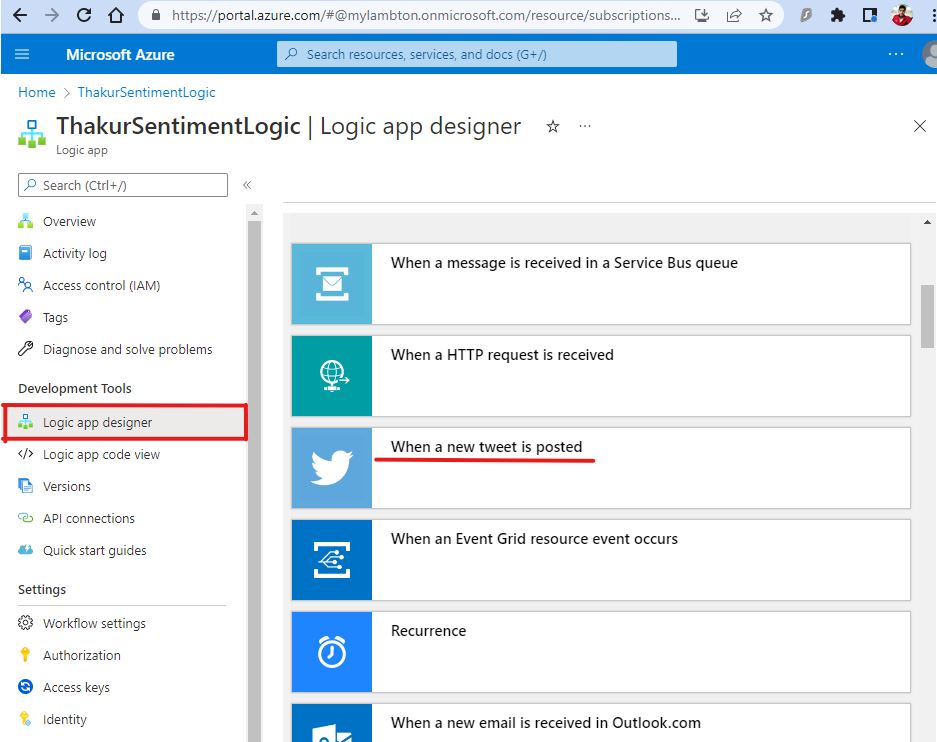 https://portal.azure.com/#@mylambton.onmicrosoft.com/resource/subscriptions...
Microsoft Azure
Search resources, services, and docs (G+/)
Home > ThakurSentimentLogic
ThakurSentimentLogic | Logic app designer
Logic app
Search (Ctrl+/)
Overview
Activity log
Access control (IAM)
Tags
Diagnose and solve problems
Development Tools
Logic app designer
Logic app code view
Versions
API connections
Quick start guides
Settings
Workflow settings
Authorization
Access keys
Identity
When a message is received in a Service Bus queue
When a HTTP request is received
When a new tweet is posted
When an Event Grid resource event occurs
Recurrence
When a new email is received in Outlook.com